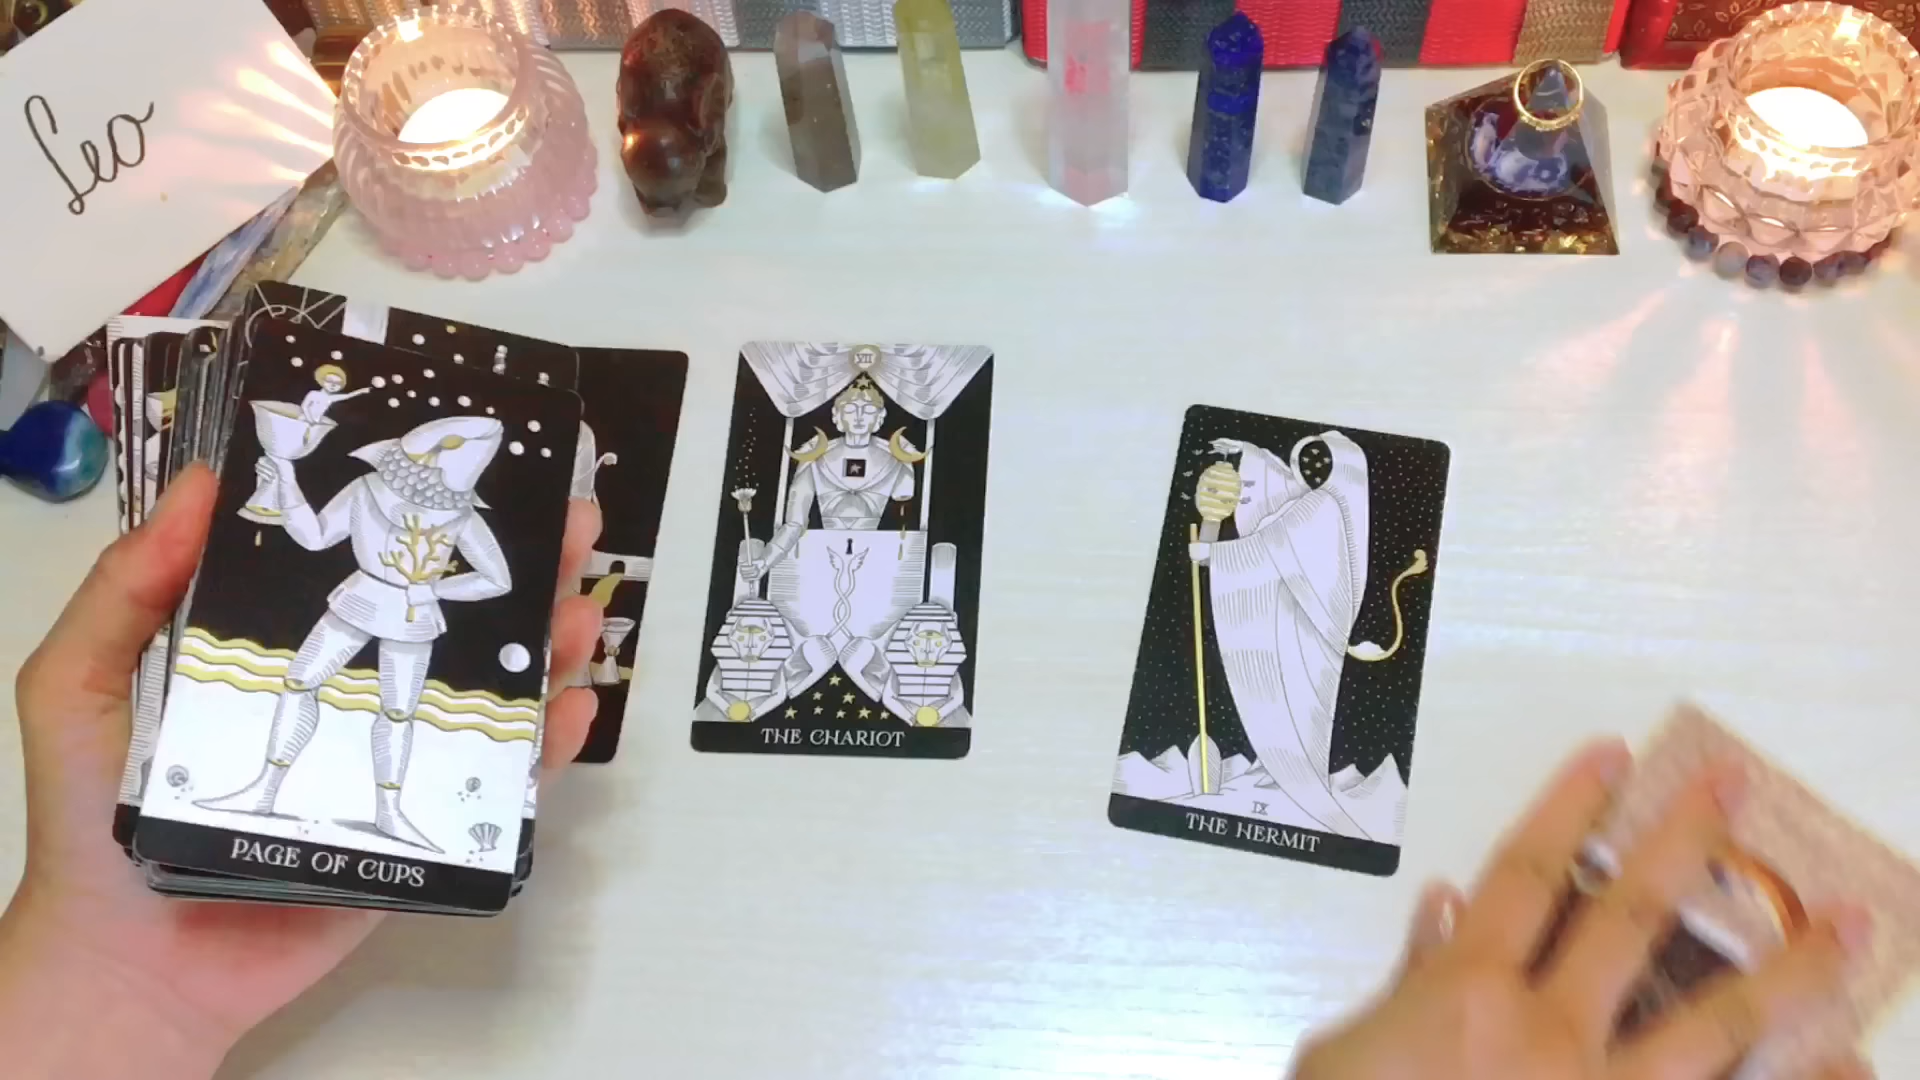 Leo
VII
THE CHARIOT
IX
THE HERMIT
PAGE OF CUPS